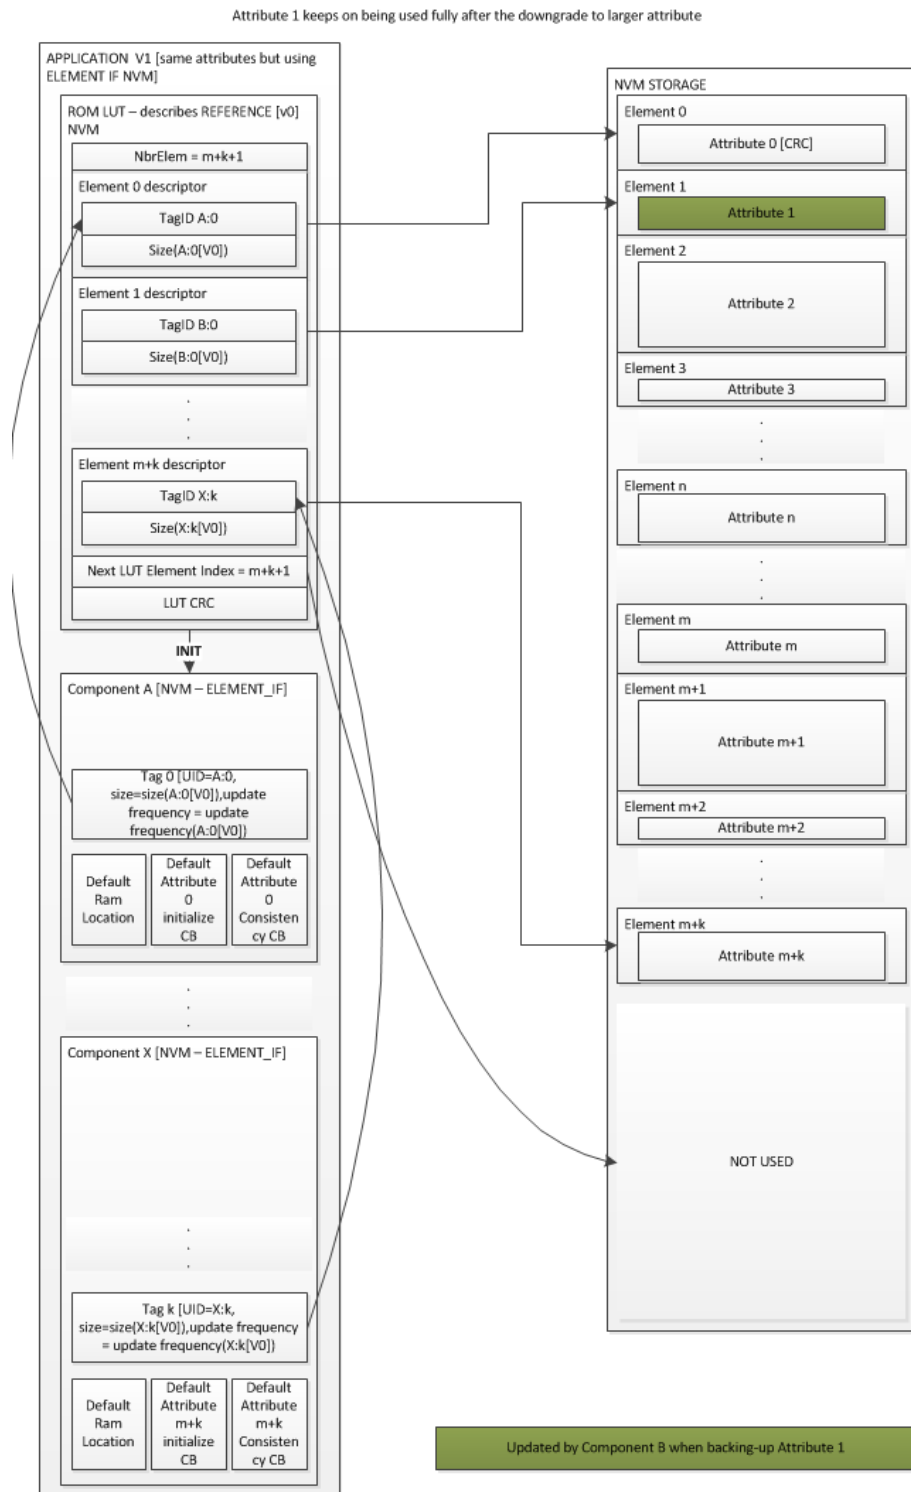 Attribute 1 keeps on being used fully after the downgrade to larger attribute
APPLICATION V1 [same attributes but using
ELEMENT IF NVM]
ROM LUT – describes REFERENCE [v0]
NVM
NbrElem = m+k+1
Element 0 descriptor
TagID A:0
Size(A:0[V0])
Element 1 descriptor
TagID B:0
Size(B:0[V0])
.
.
.
Element m+k descriptor
TagID X:k
Size(X:k[V0])
Next LUT Element Index = m+k+1
LUT CRC
INIT
Component A [NVM – ELEMENT_IF]
Tag 0 [UID=A:0,
size=size(A:0[V0]),update
frequency = update
frequency(A:0[V0])
Default
Ram
Location
Default
Attribute
0
initialize
CB
Default
Attribute
0
Consisten
cy CB
.
.
.
Component X [NVM – ELEMENT_IF]
.
.
.
Tag k [UID=X:k,
size=size(X:k[V0]),update frequency
= update frequency(X:k[V0])
Default
Ram
Location
Default
Attribute
m+k
initialize
CB
Default
Attribute
m+k
Consisten
cy CB
NVM STORAGE
Element 0
Attribute 0 [CRC]
Element 1
Attribute 1
Element 2
Attribute 2
Element 3
Attribute 3
.
.
.
Element n
Attribute n
.
.
.
Element m
Attribute m
Element m+1
Attribute m+1
Element m+2
Attribute m+2
.
.
.
Element m+k
Attribute m+k
NOT USED
Updated by Component B when backing-up Attribute 1